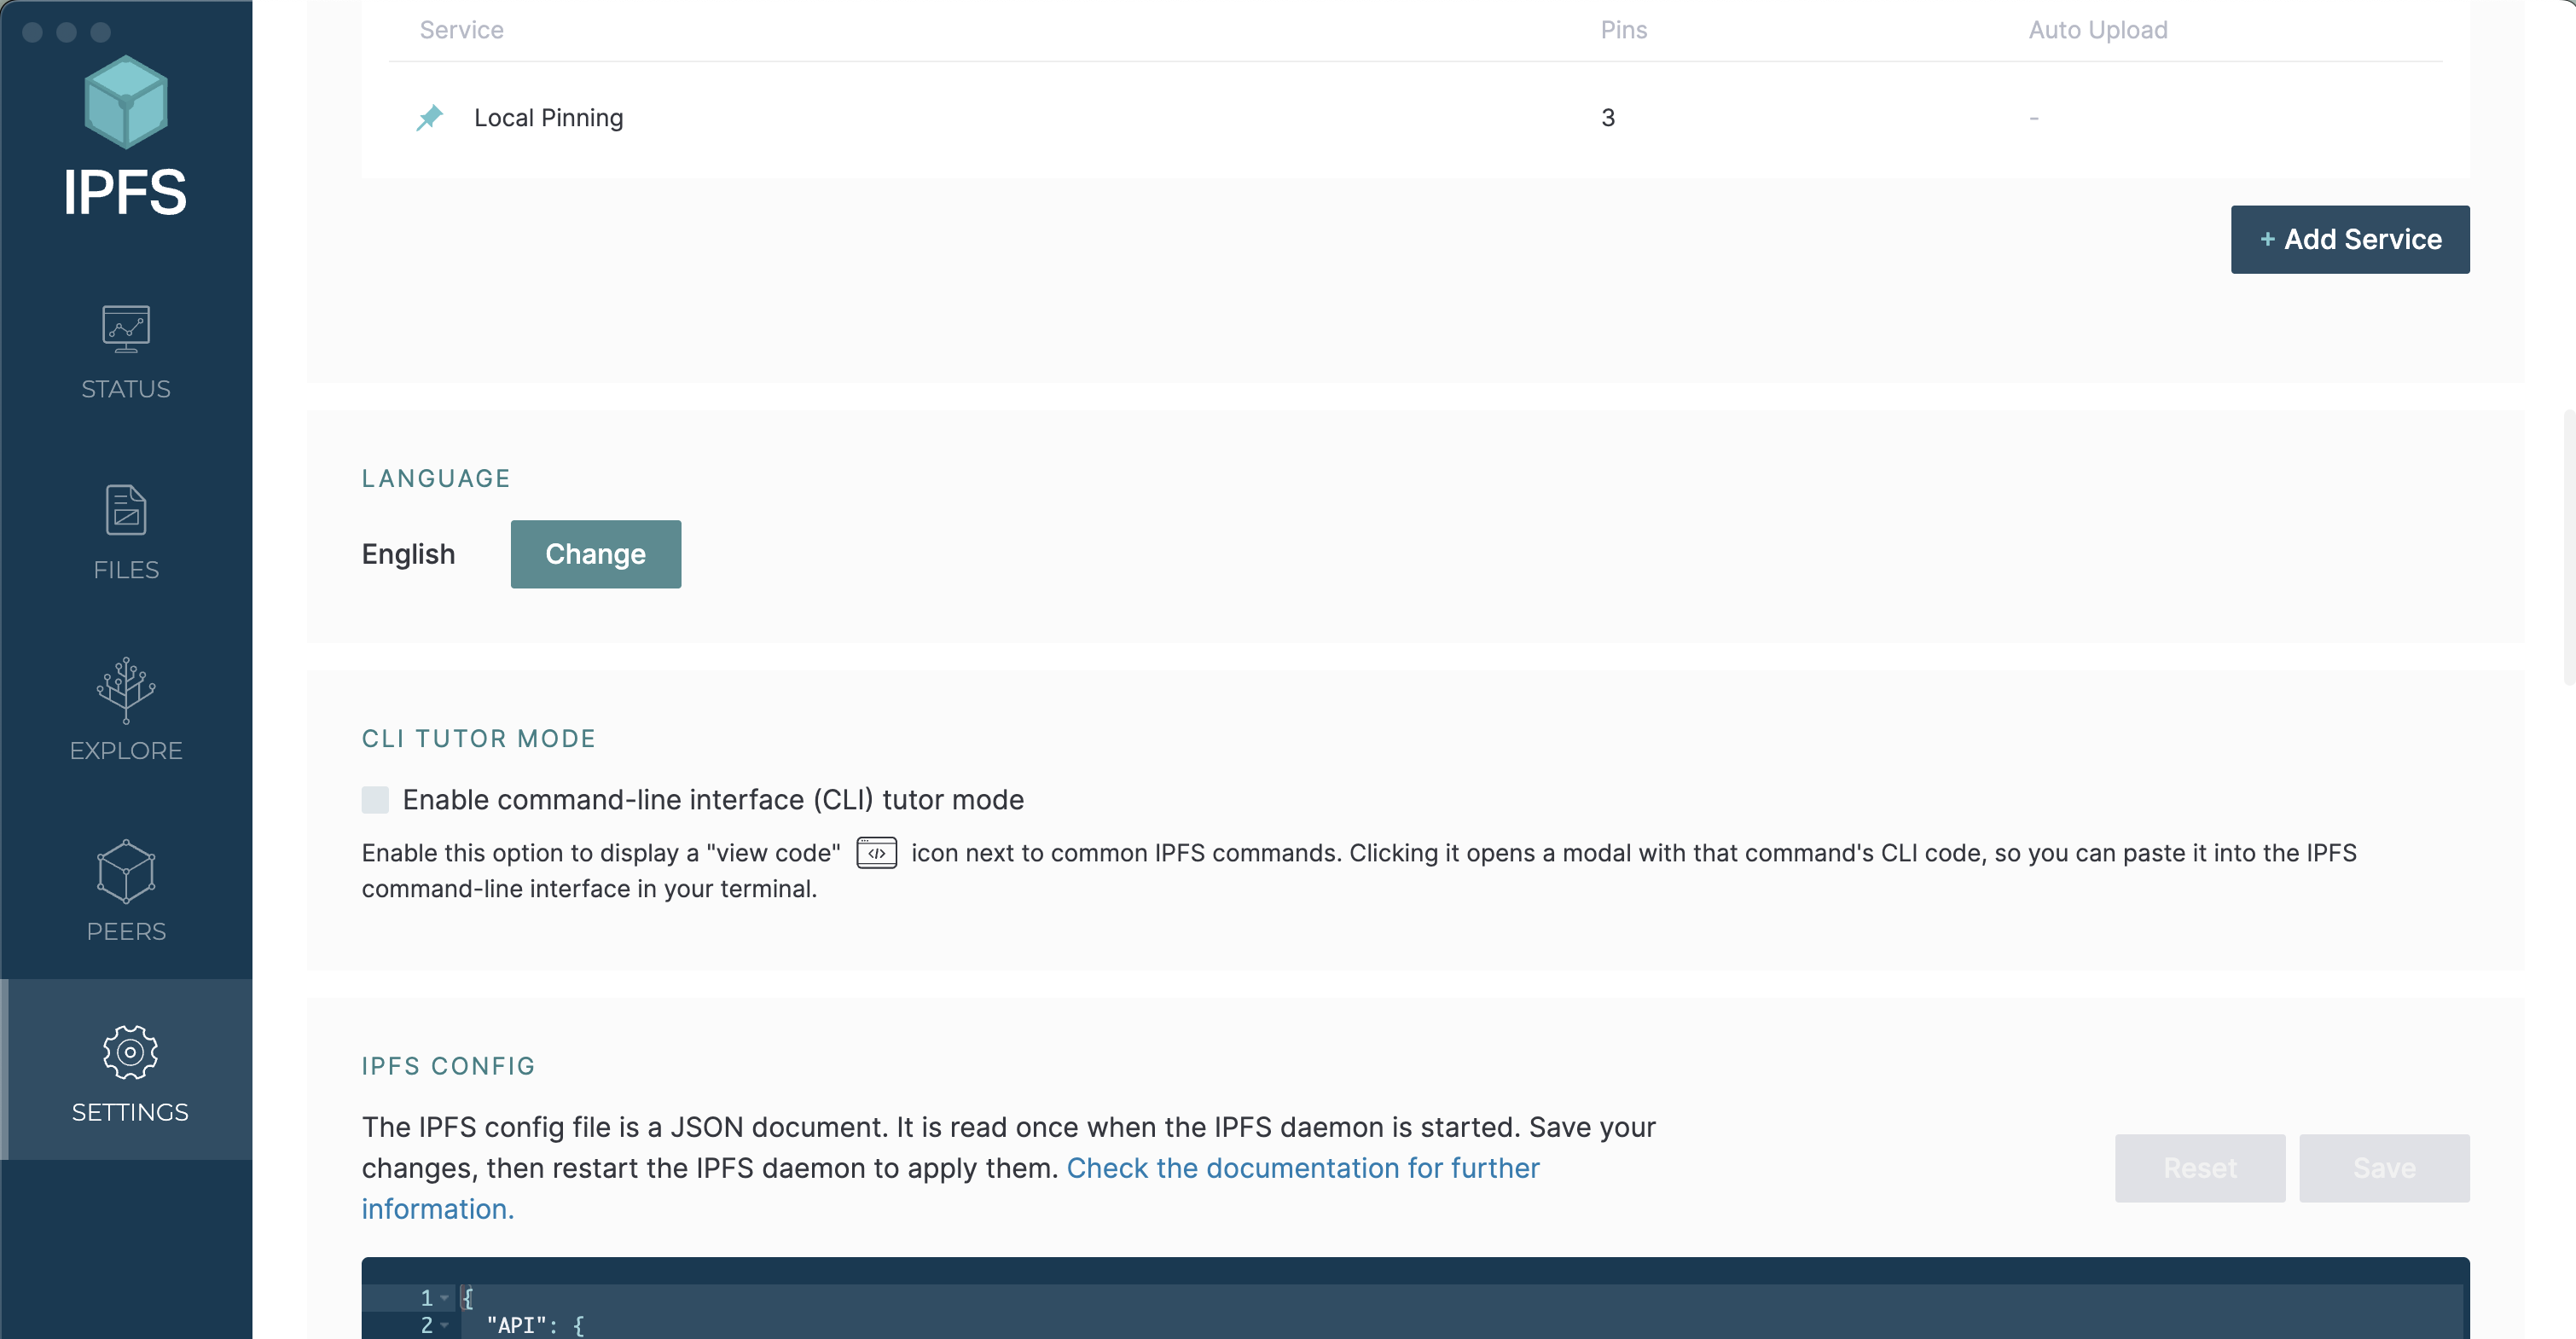 IPFS
STATUS
FILES
EXPLORE
PEERS
SETTINGS
Service Pins Auto Upload
Local Pinning 3 -
+ Add Service
LANGUAGE
English Change
CLI TUTOR MODE
Enable command-line interface (CLI) tutor mode
Enable this option to display a "view code" </> icon next to common IPFS commands. Clicking it opens a modal with that command's CLI code, so you can paste it into the IPFS
command-line interface in your terminal.
IPFS CONFIG
The IPFS config file is a JSON document. It is read once when the IPFS daemon is started. Save your
changes, then restart the IPFS daemon to apply them. Check the documentation for further
information.
Reset Save
1 {
2 "API": {